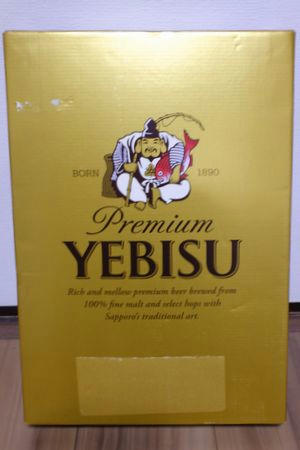 BORN 1890
Premium
YEBISU
Rich and mellow premium beer brewed from
100% fine malt and select hops with
Sapporo's traditional art.